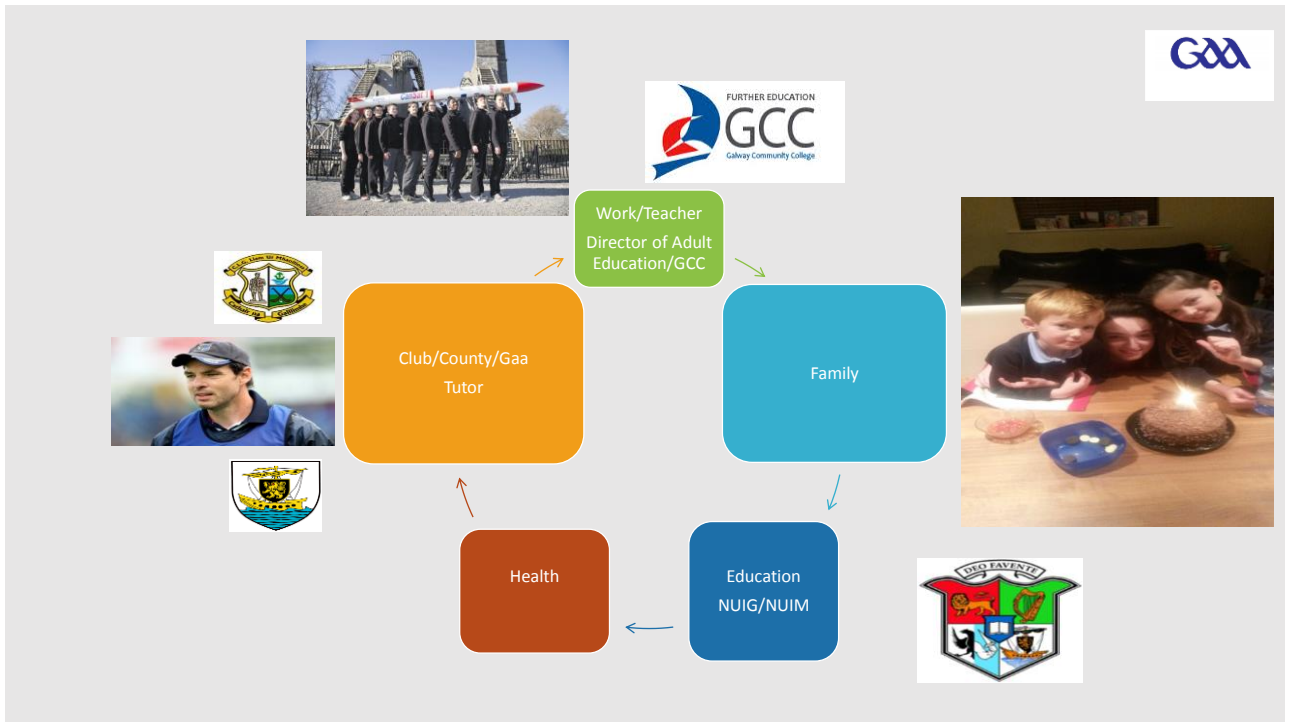 GAA
FURTHER EDUCATION
GCC
Galway Community College
Work/Teacher
Director of Adult
Education/GCC
Club/County/Gaa
Tutor
Family
Health
Education
NUIG/NUIM
DEO FAVENTE